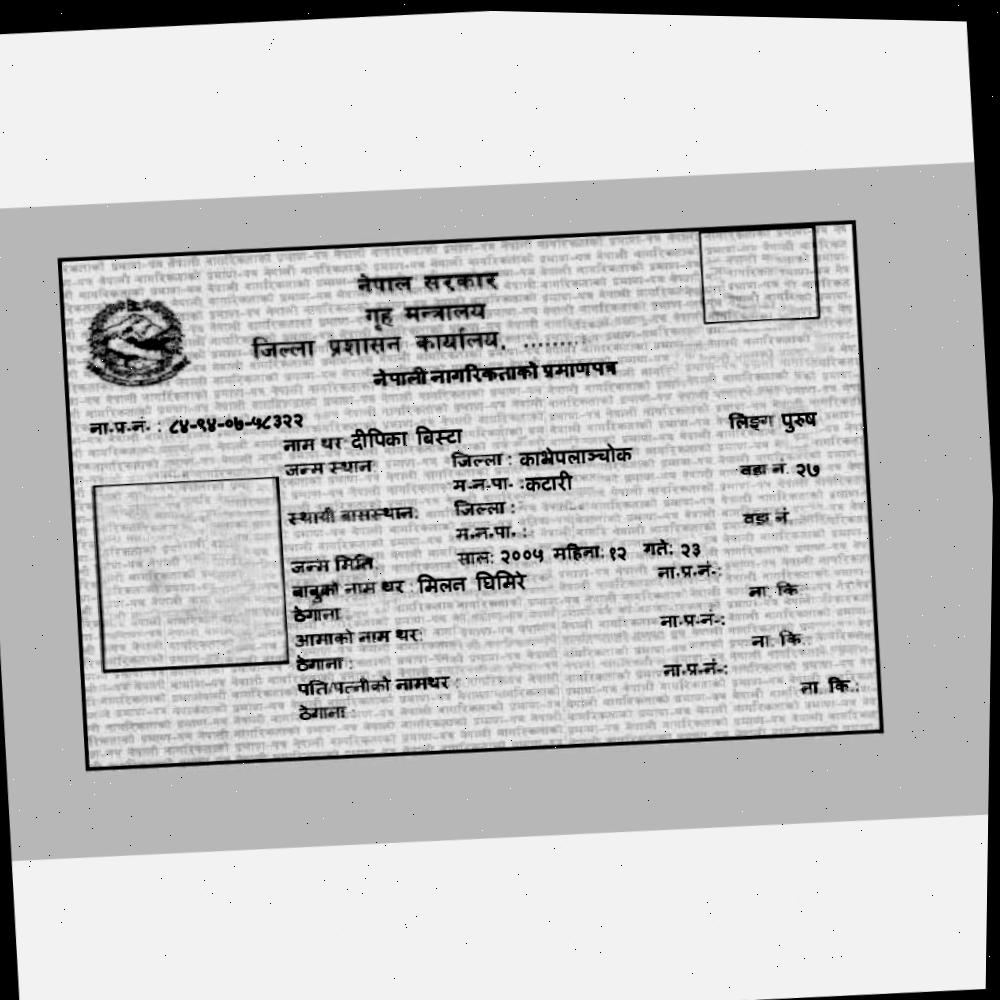 नेपाल सरकार
गृह मन्त्रालय
जिल्ला प्रशासन कार्यालय, ........
नेपाली नागरिकताको प्रमाणपत्र
ना.प्र.नं. : ८४-९४-०७-५८३२२
लिङ्ग पुरुष
नाम थर दीपिका बिस्टा
जन्म स्थान: जिल्ला : काभ्रेपलाञ्चोक
म.न.पा. : कटारी वडा नं. २७
स्थायी बासस्थान: जिल्ला :
म.न.पा. : वडा नं.
जन्म मिति: साल: २००५ महिना: १२ गते: २३
बाबुको नाम थर : मिलन घिमिरे ना.प्र.नं.:
ठेगाना: ना. कि.:
आमाको नाम थर: ना.प्र.नं.:
ठेगाना : ना. कि.:
पति/पत्नीको नामथर : ना.प्र.नं.:
ठेगाना : ना. कि.: